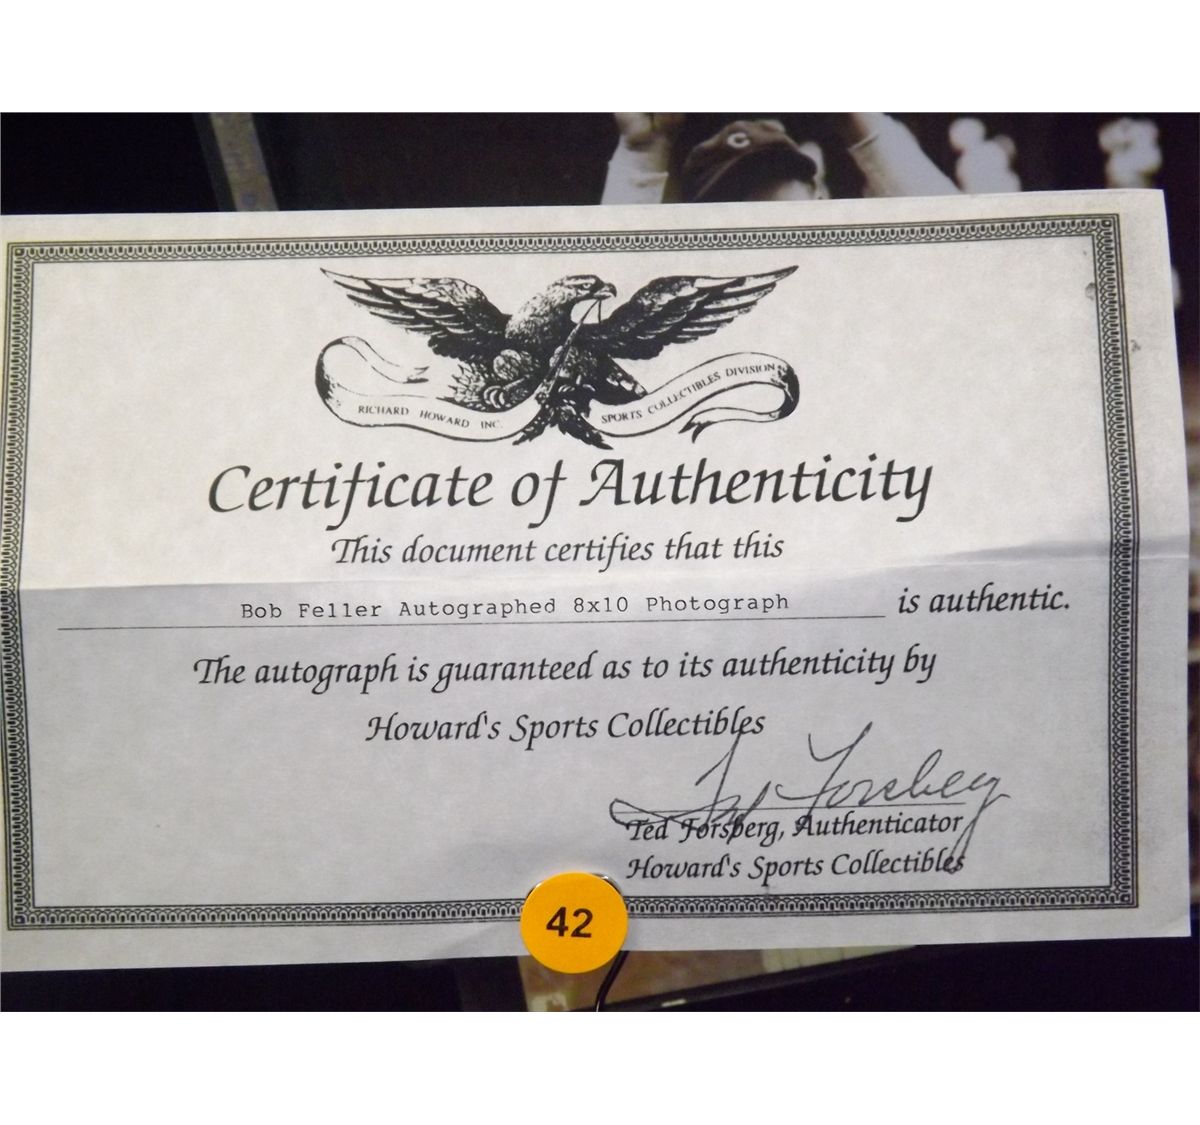 C
RICHARD HOWARD INC.
SPORTS COLLECTIBLES DIVISION
Certificate of Authenticity
This document certifies that this
Bob Feller Autographed 8x10 Photograph is authentic.
The autograph is guaranteed as to its authenticity by
Howard's Sports Collectibles
Ted Forsberg
Ted Forsberg, Authenticator
Howard's Sports Collectibles
42